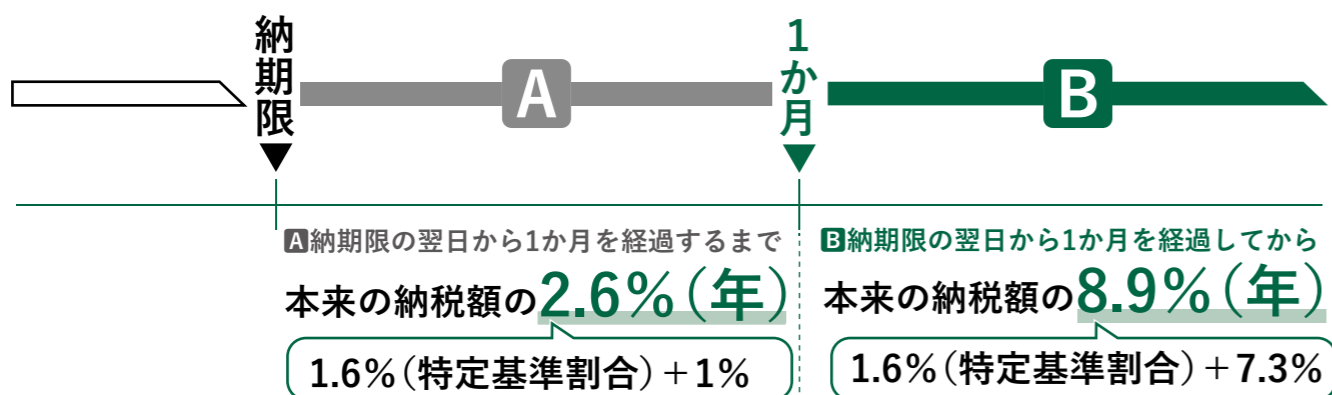 納期限
A
1か月
B
A納期限の翌日から1か月を経過するまで
本来の納税額の2.6%(年)
1.6%(特定基準割合)+1%
B納期限の翌日から1か月を経過してから
本来の納税額の8.9%(年)
1.6%(特定基準割合)+7.3%